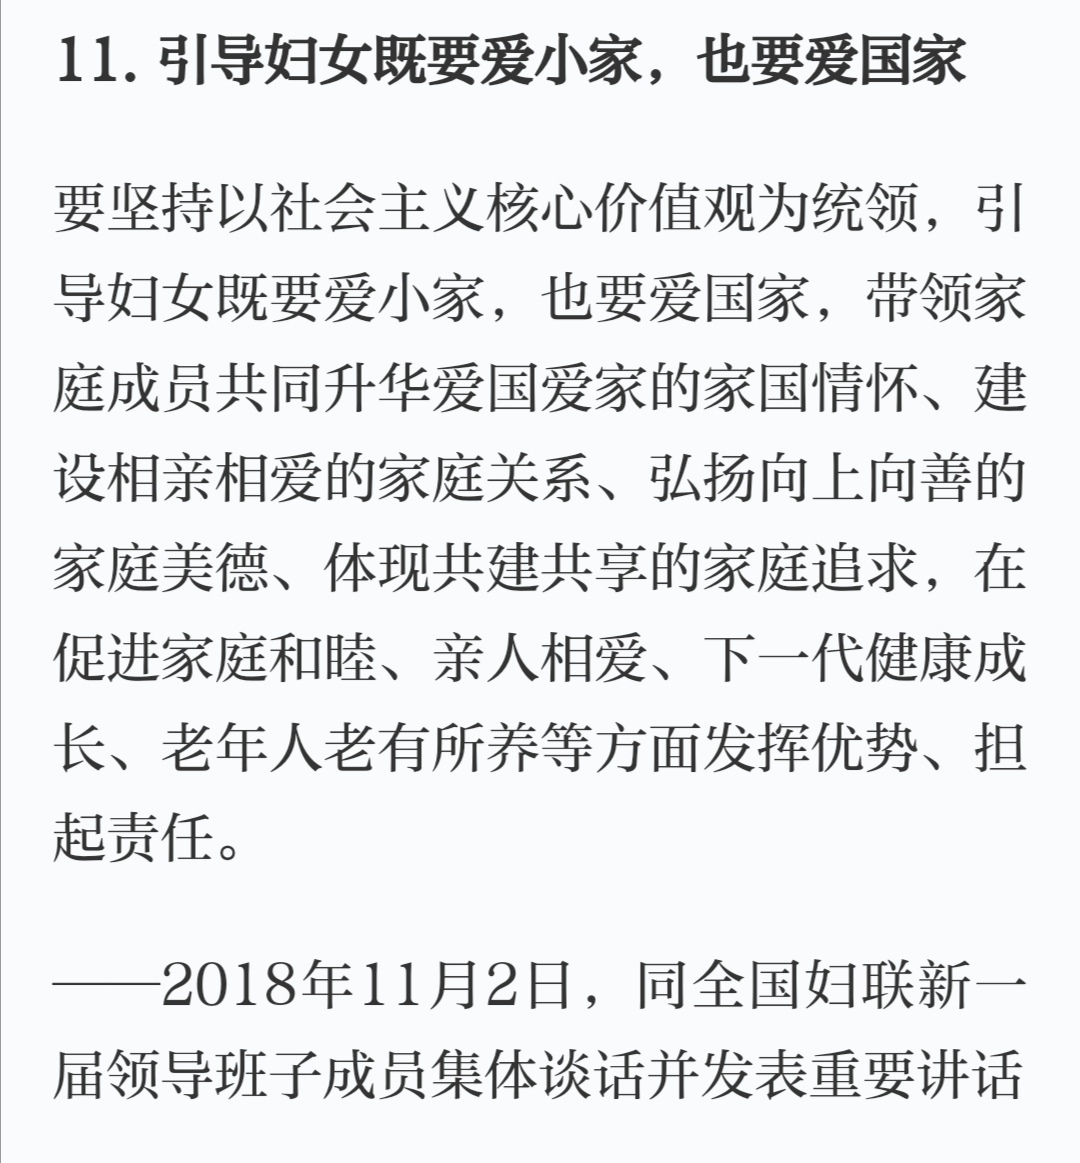 11. 引导妇女既要爱小家，也要爱国家
要坚持以社会主义核心价值观为统领，引
导妇女既要爱小家，也要爱国家，带领家
庭成员共同升华爱国爱家的家国情怀、建
设相亲相爱的家庭关系、弘扬向上向善的
家庭美德、体现共建共享的家庭追求，在
促进家庭和睦、亲人相爱、下一代健康成
长、老年人老有所养等方面发挥优势、担
起责任。
——2018年11月2日，同全国妇联新一
届领导班子成员集体谈话并发表重要讲话